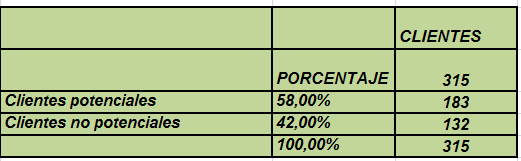 CLIENTES
PORCENTAJE 315
Clientes potenciales 58,00% 183
Clientes no potenciales 42,00% 132
100,00% 315